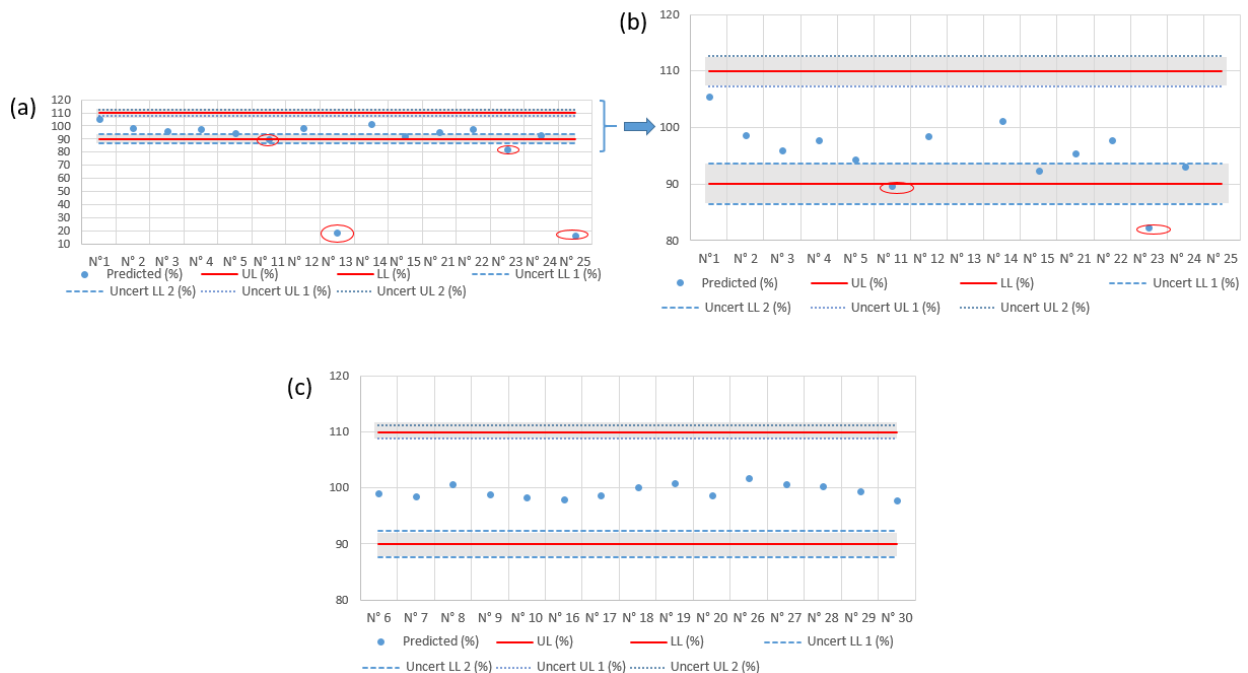 (a)
120
110
100
90
80
70
60
50
40
30
20
10
N°1 N° 2 N° 3 N° 4 N° 5 N° 11 N° 12 N° 13 N° 14 N° 15 N° 21 N° 22 N° 23 N° 24 N° 25
Predicted (%) UL (%) LL (%) Uncert LL 1 (%)
Uncert LL 2 (%) Uncert UL 1 (%) Uncert UL 2 (%)
(b)
120
110
100
90
80
N°1 N° 2 N° 3 N° 4 N° 5 N° 11 N° 12 N° 13 N° 14 N° 15 N° 21 N° 22 N° 23 N° 24 N° 25
Predicted (%) UL (%) LL (%) Uncert LL 1 (%)
Uncert LL 2 (%) Uncert UL 1 (%) Uncert UL 2 (%)
(c)
120
110
100
90
80
N° 6 N° 7 N° 8 N° 9 N° 10 N° 16 N° 17 N° 18 N° 19 N° 20 N° 26 N° 27 N° 28 N° 29 N° 30
Predicted (%) UL (%) LL (%) Uncert LL 1 (%)
Uncert LL 2 (%) Uncert UL 1 (%) Uncert UL 2 (%)